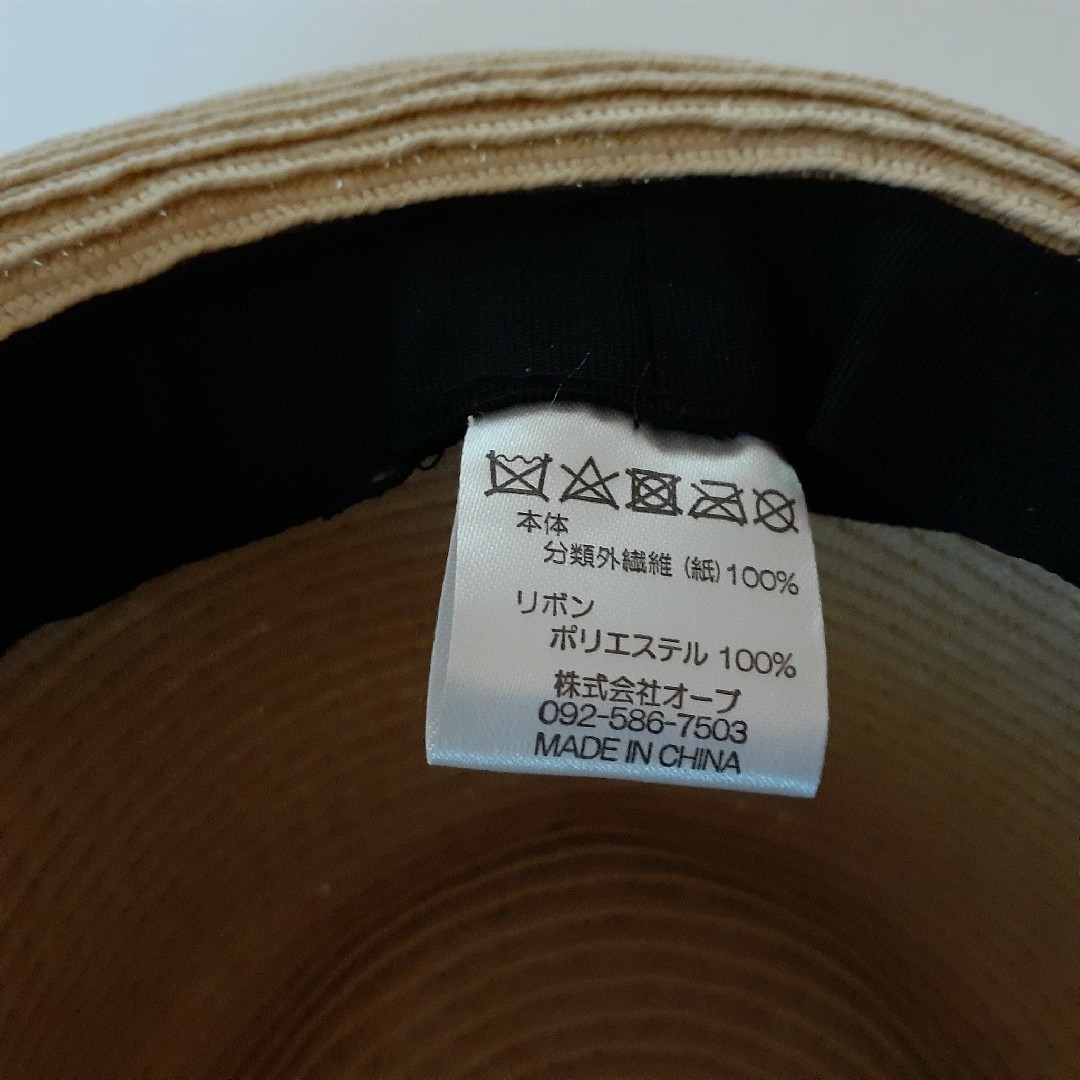 本体
分類外繊維 (紙) 100%
リボン
ポリエステル 100%
株式会社オーブ
092-586-7503
MADE IN CHINA